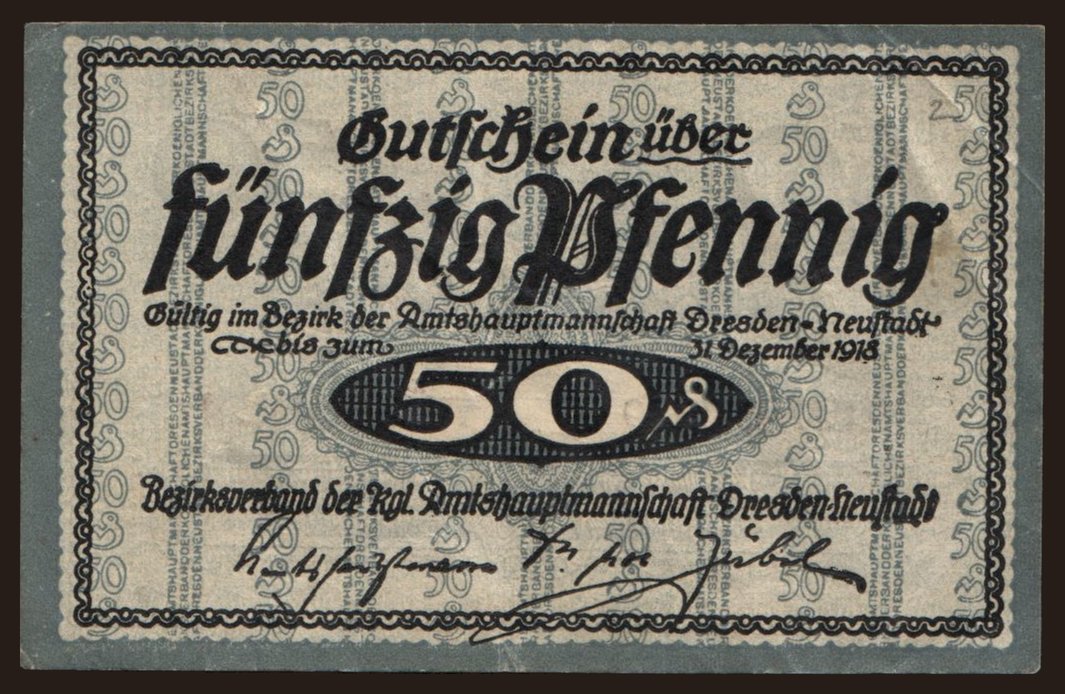 Gutschein über
fünfzig Pfennig
Gültig im Bezirk der Amtshauptmannschaft Dresden-Neustadt
bis zum 31 Dezember 1918
50 ₰
Bezirksverband der Kgl. Amtshauptmannschaft Dresden-Neustadt
Amtshauptmann